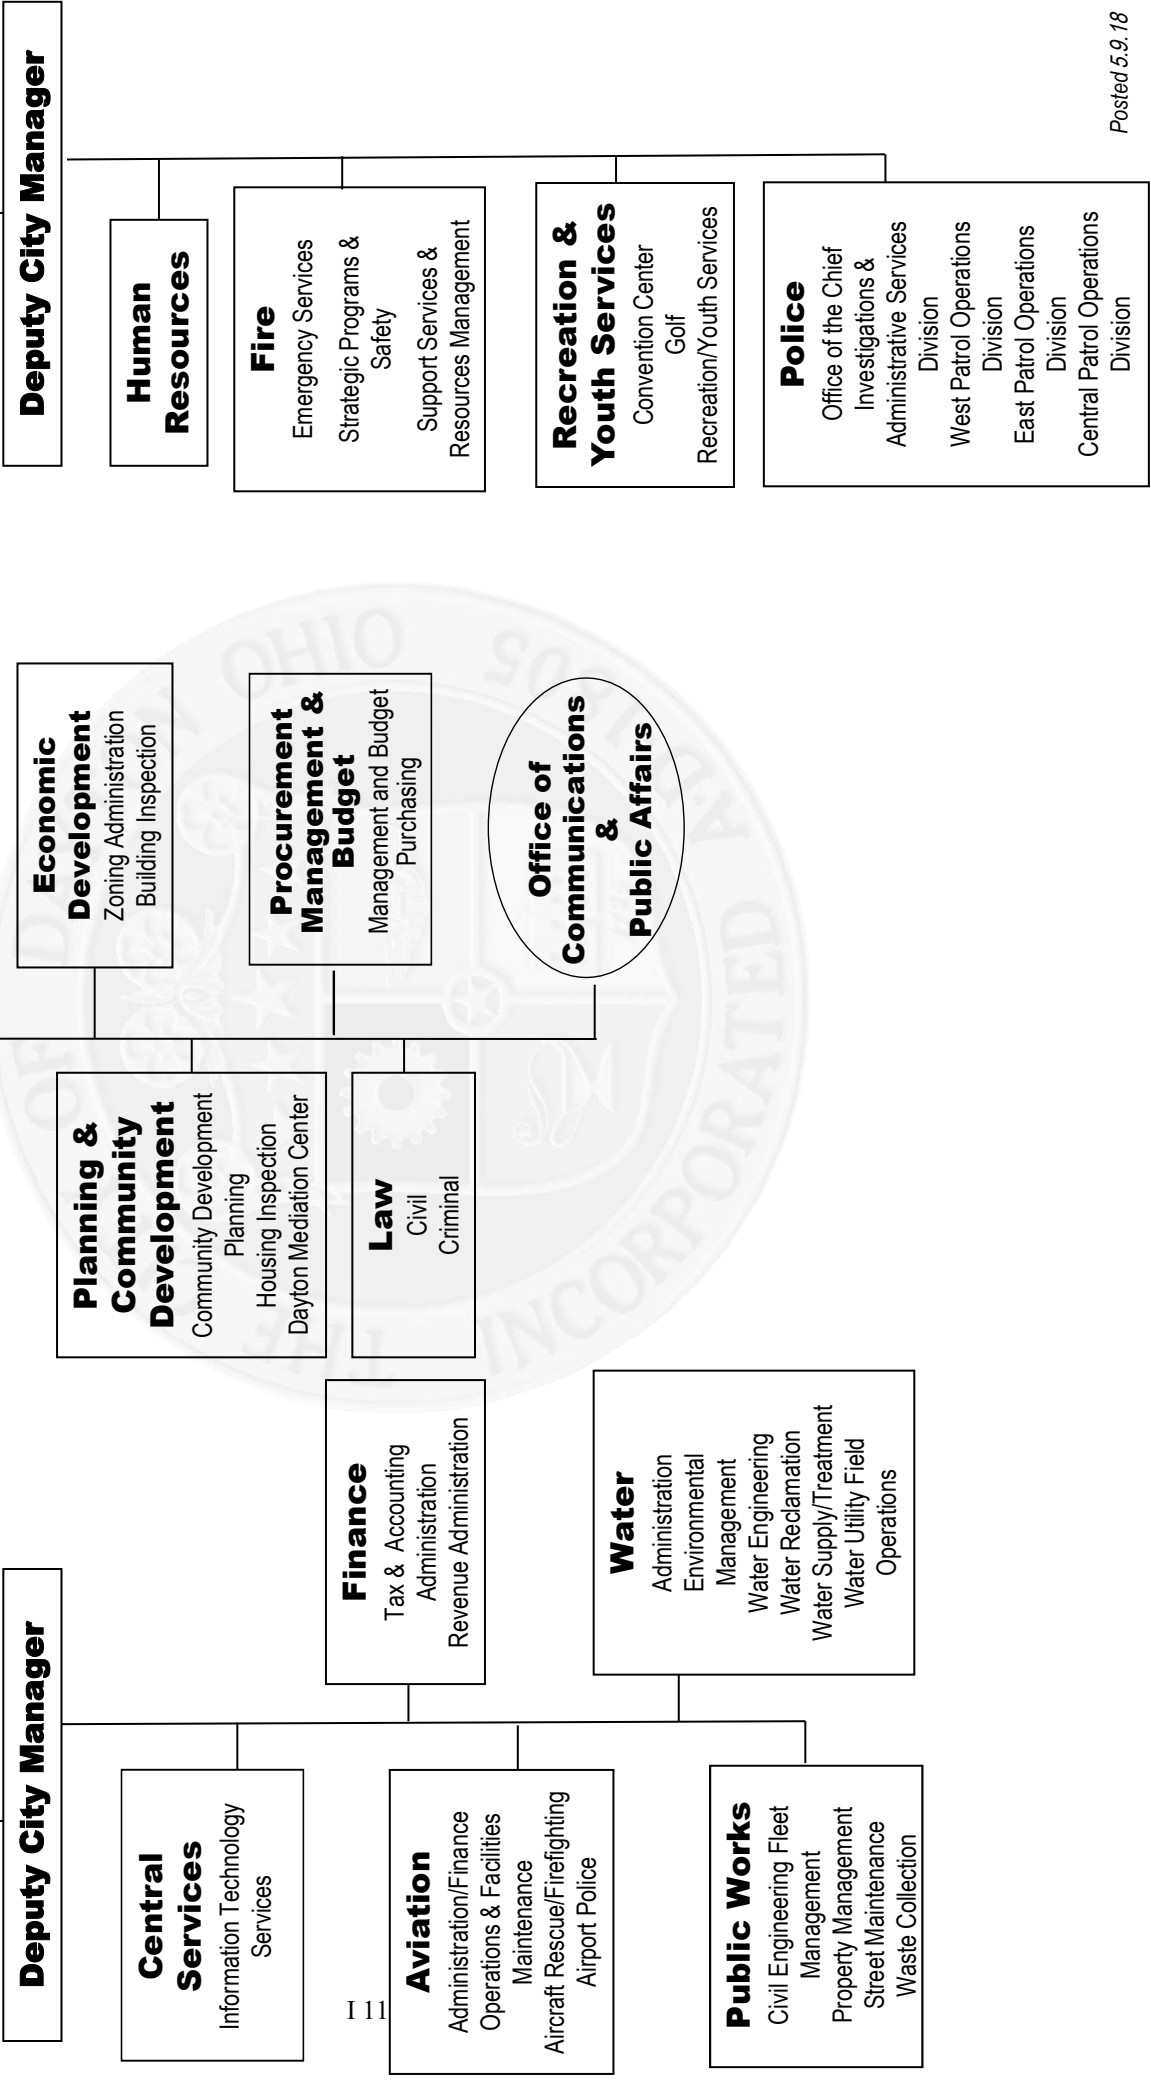 Deputy City Manager
Central
Services
Information Technology
Services
Aviation
Administration/Finance
Operations & Facilities
Maintenance
Aircraft Rescue/Firefighting
Airport Police
Public Works
Civil Engineering Fleet
Management
Property Management
Street Maintenance
Waste Collection
Finance
Tax & Accounting
Administration
Revenue Administration
Water
Administration
Environmental
Management
Water Engineering
Water Reclamation
Water Supply/Treatment
Water Utility Field
Operations
Planning &
Community
Development
Community Development
Planning
Housing Inspection
Dayton Mediation Center
Law
Civil
Criminal
Economic
Development
Zoning Administration
Building Inspection
Procurement
Management &
Budget
Management and Budget
Purchasing
Office of
Communications
&
Public Affairs
Deputy City Manager
Human
Resources
Fire
Emergency Services
Strategic Programs &
Safety
Support Services &
Resources Management
Recreation &
Youth Services
Convention Center
Golf
Recreation/Youth Services
Police
Office of the Chief
Investigations &
Administrative Services
Division
West Patrol Operations
Division
East Patrol Operations
Division
Central Patrol Operations
Division
Posted 5.9.18
I 11
THE CITY OF DAYTON OHIO
INCORPORATED A.D. 1805